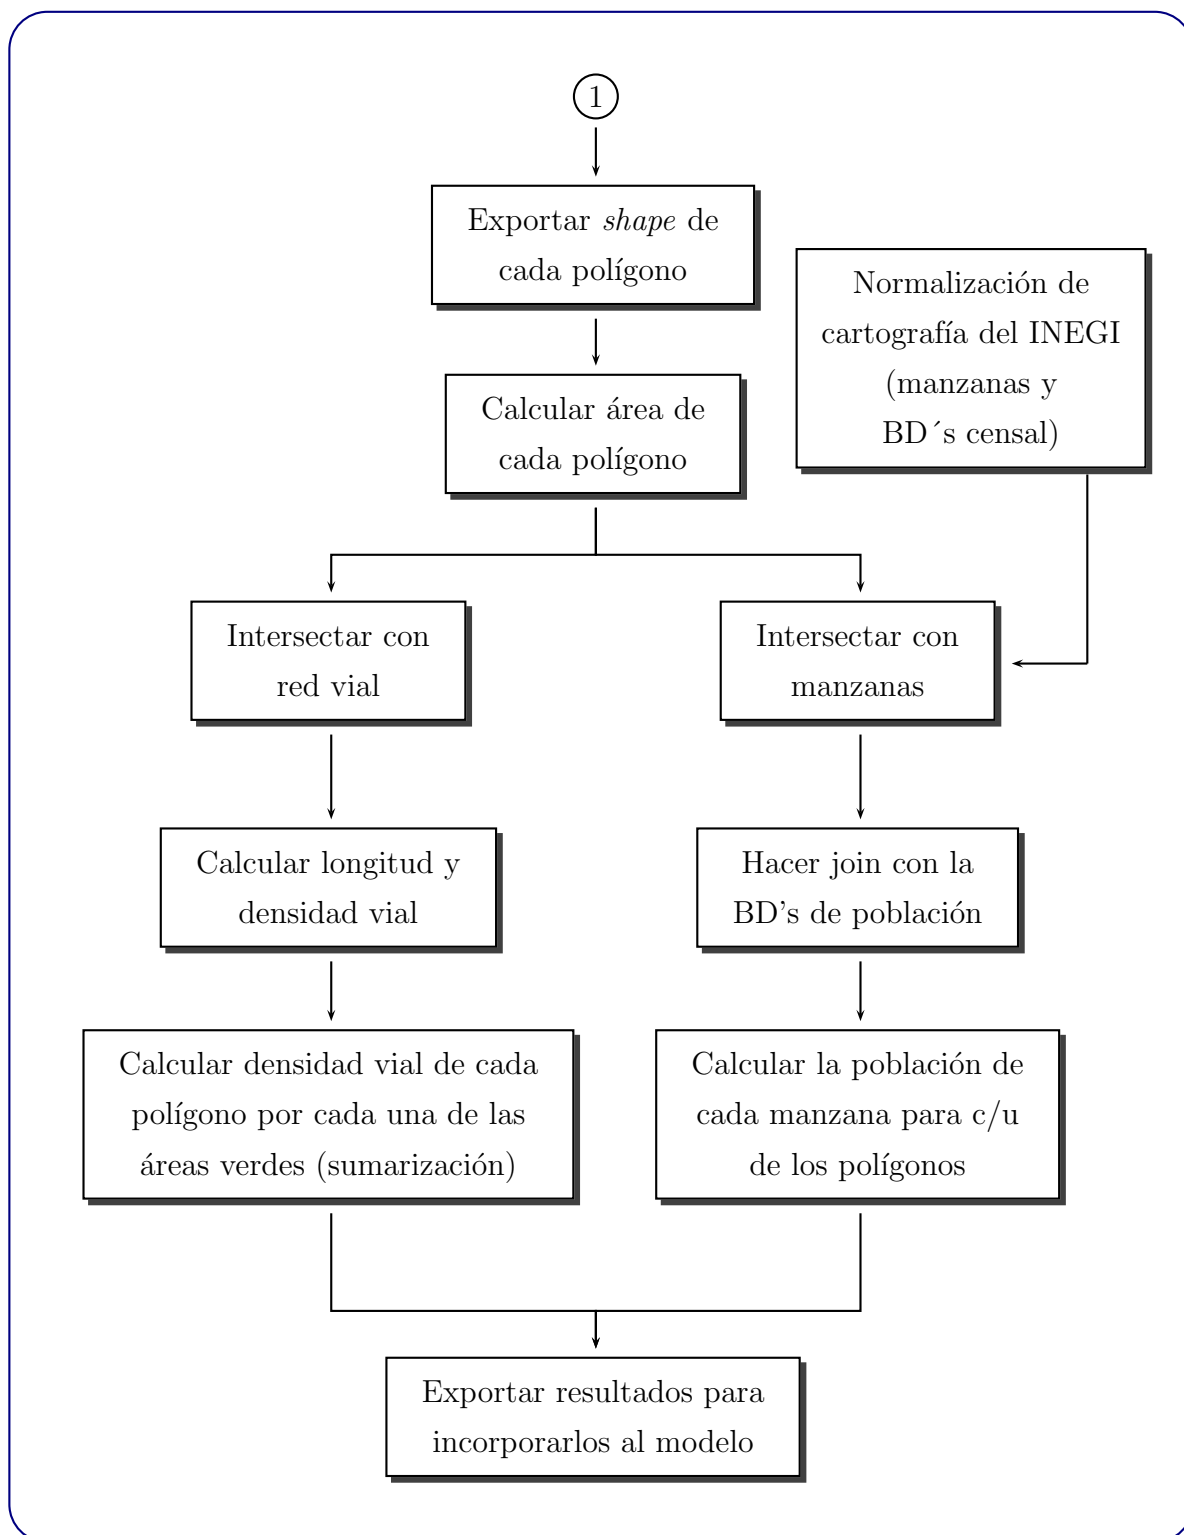 1
Exportar shape de
cada polígono
Normalización de
cartografía del INEGI
(manzanas y
BD´s censal)
Calcular área de
cada polígono
Intersectar con
red vial
Intersectar con
manzanas
Calcular longitud y
densidad vial
Hacer join con la
BD's de población
Calcular densidad vial de cada
polígono por cada una de las
áreas verdes (sumarización)
Calcular la población de
cada manzana para c/u
de los polígonos
Exportar resultados para
incorporarlos al modelo